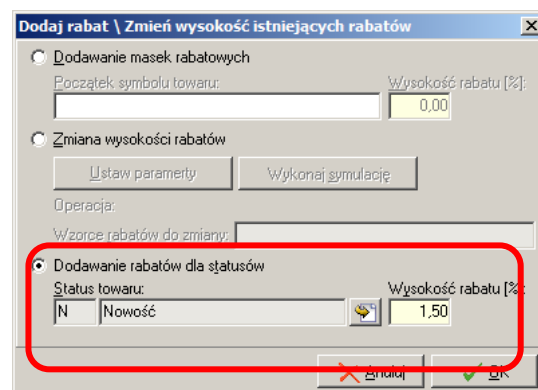 Dodaj rabat \ Zmień wysokość istniejących rabatów
Dodawanie masek rabatowych
Początek symbolu towaru: Wysokość rabatu [%]:
0,00
Zmiana wysokości rabatów
Ustaw paramerty Wykonaj symulację
Operacja:
Wzorce rabatów do zmiany:
Dodawanie rabatów dla statusów
Status towaru: Wysokość rabatu [%]:
N Nowość 1,50
Anuluj OK